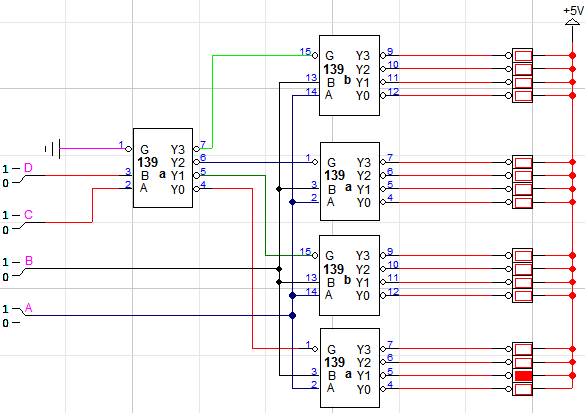 +5V
15 G Y3 9
139 Y2 10
13 B b Y1 11
14 A Y0 12
1 G Y3 7
139 Y2 6
1 D 3 B a Y1 5
0 2 A Y0 4
1 G Y3 7
139 Y2 6
3 B a Y1 5
2 A Y0 4
1 C
0
15 G Y3 9
139 Y2 10
1 B 13 B b Y1 11
0 14 A Y0 12
1 A
0
1 G Y3 7
139 Y2 6
3 B a Y1 5
2 A Y0 4